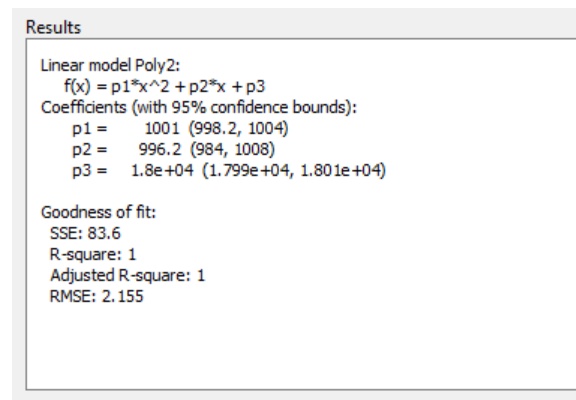 Results
Linear model Poly2:
f(x) = p1*x^2 + p2*x + p3
Coefficients (with 95% confidence bounds):
p1 = 1001 (998.2, 1004)
p2 = 996.2 (984, 1008)
p3 = 1.8e+04 (1.799e+04, 1.801e+04)
Goodness of fit:
SSE: 83.6
R-square: 1
Adjusted R-square: 1
RMSE: 2.155